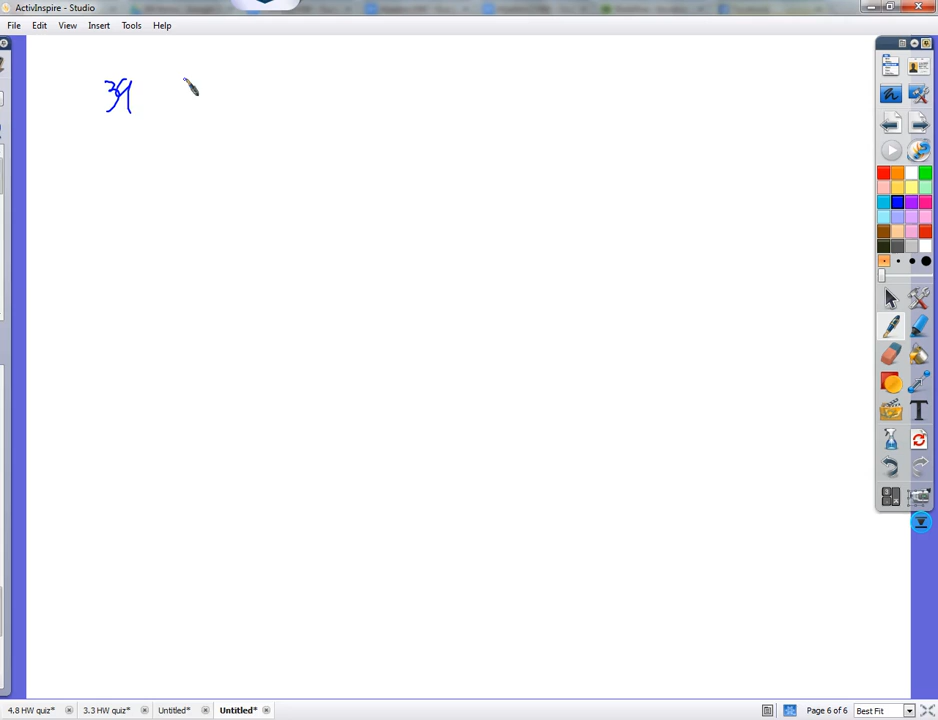 ActivInspire - Studio
File Edit View Insert Tools Help
39
4.8 HW quiz* 3.3 HW quiz* Untitled* Untitled* Page 6 of 6 Best Fit